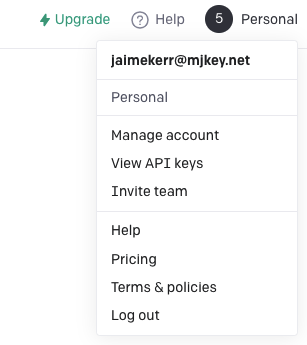 Upgrade Help 5 Personal
jaimekerr@mjkey.net
Personal
Manage account
View API keys
Invite team
Help
Pricing
Terms & policies
Log out